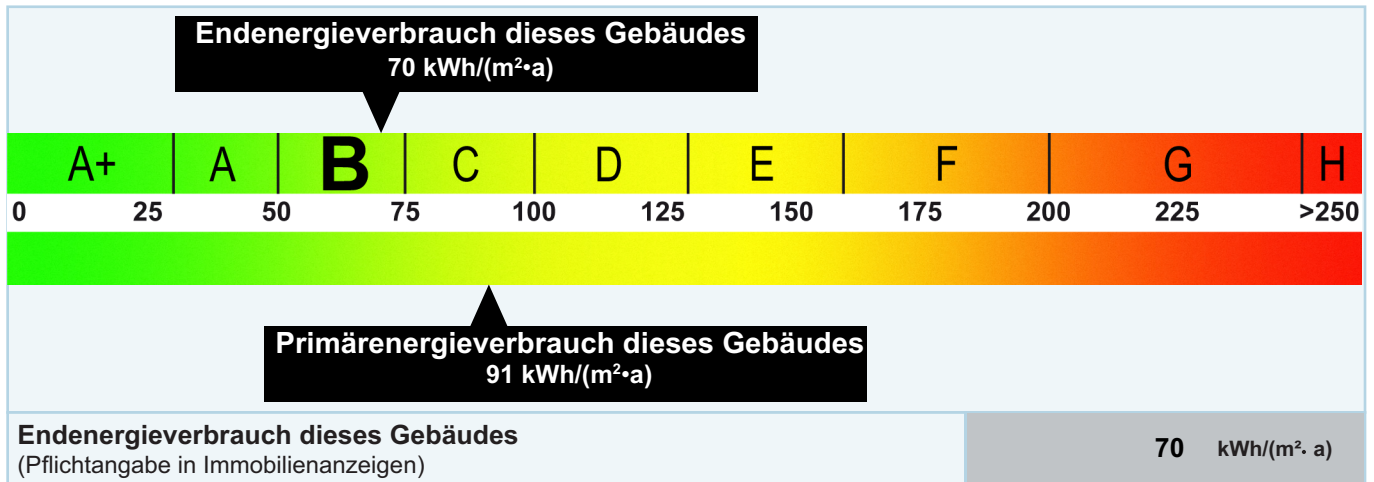 Endenergieverbrauch dieses Gebäudes
70 kWh/(m²•a)
A+ A B C D E F G H
0 25 50 75 100 125 150 175 200 225 >250
Primärenergieverbrauch dieses Gebäudes
91 kWh/(m²•a)
Endenergieverbrauch dieses Gebäudes
(Pflichtangabe in Immobilienanzeigen)
70 kWh/(m²· a)